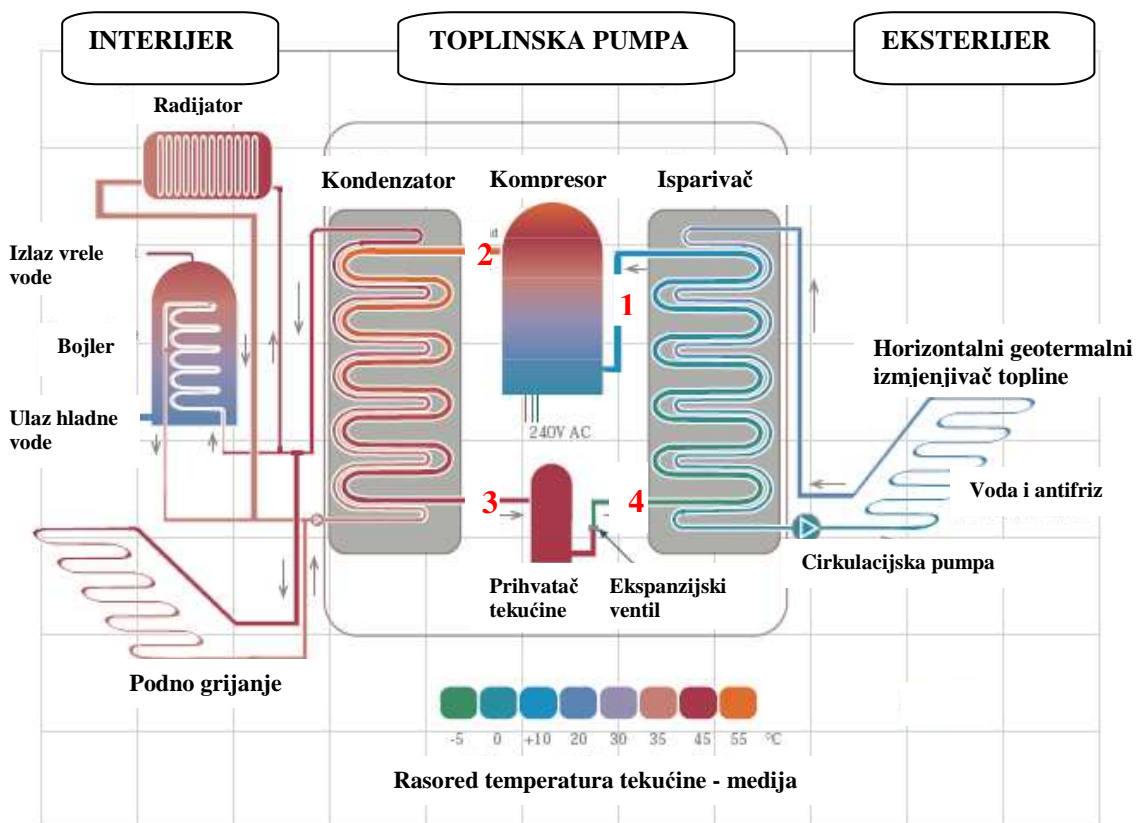 INTERIJER
TOPLINSKA PUMPA
EKSTERIJER
Radijator
Kondenzator
Kompresor
Isparivač
Izlaz vrele
vode
2
1
Bojler
Horizontalni geotermalni
izmjenjivač topline
Ulaz hladne
vode
240V AC
3
4
Voda i antifriz
Cirkulacijska pumpa
Prihvatač
tekućine
Ekspanzijski
ventil
Podno grijanje
-5 0 +10 20 30 35 45 55 °C
Rasored temperatura tekućine - medija